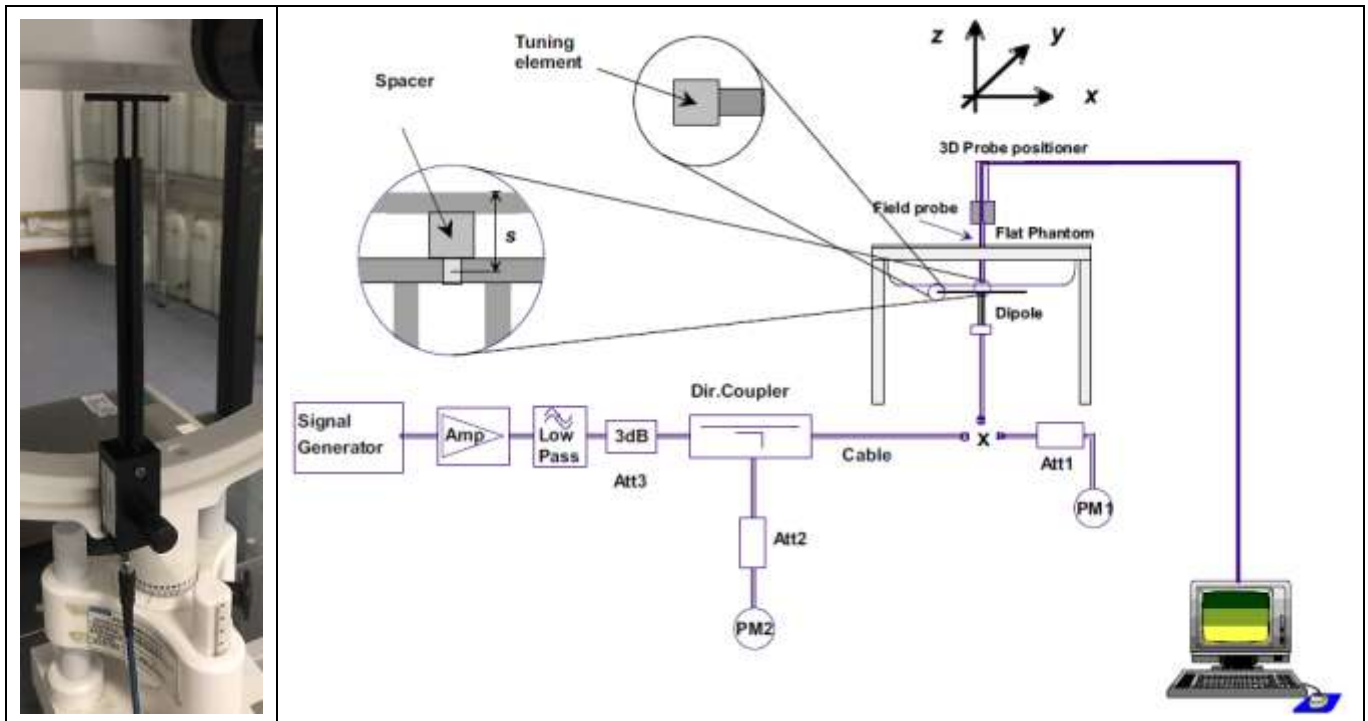 Tuning
element
Spacer
s
z
y
x
3D Probe positioner
Field probe
Flat Phantom
Dipole
Dir.Coupler
Signal
Generator
Amp
Low
Pass
3dB
Att3
Cable
x
Att1
PM1
Att2
PM2